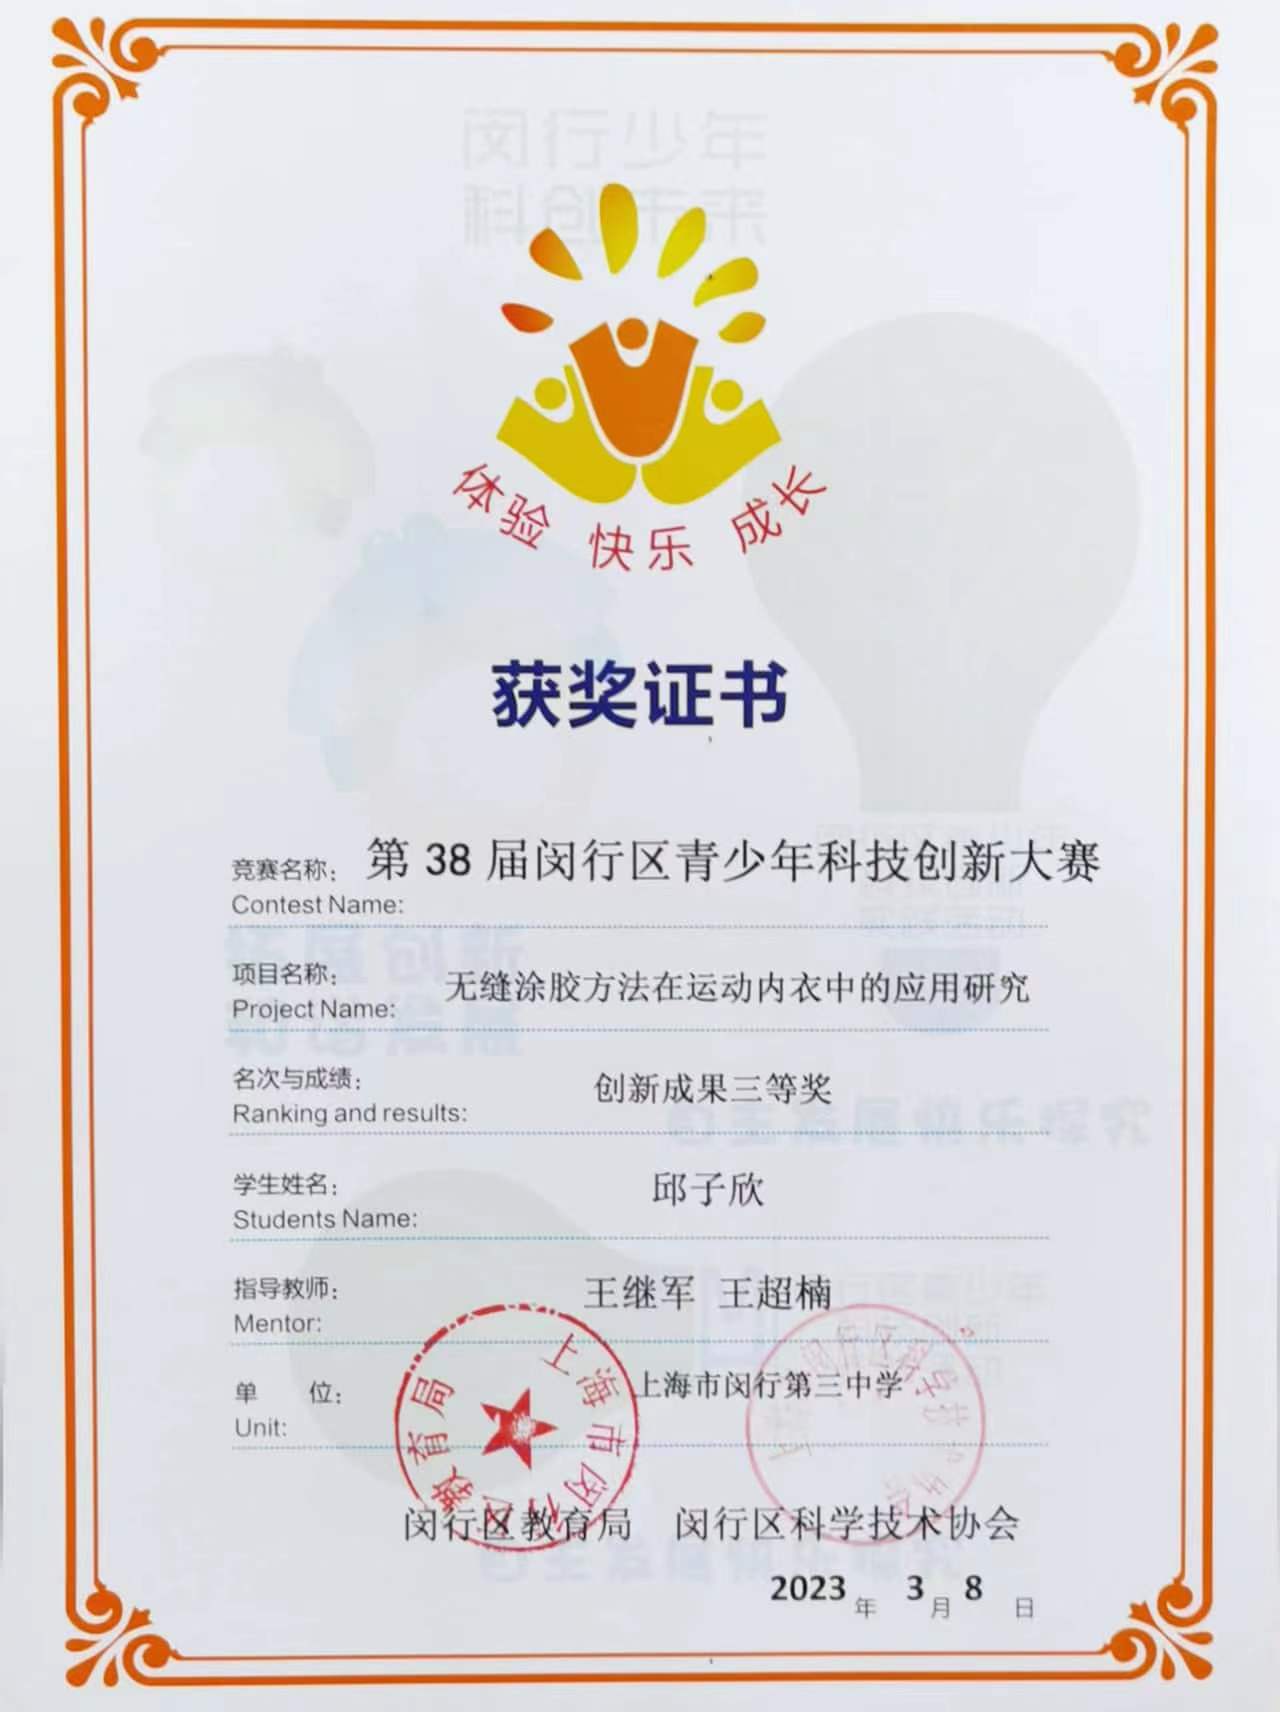 闵行少年
科创未来
体验 快乐 成长
获奖证书
竞赛名称： 第 38 届闵行区青少年科技创新大赛
Contest Name:
项目名称： 无缝涂胶方法在运动内衣中的应用研究
Project Name:
名次与成绩： 创新成果三等奖
Ranking and results:
学生姓名： 邱子欣
Students Name:
指导教师： 王继军 王超楠
Mentor:
单 位： 上海市闵行第三中学
Unit:
上海市闵行区教育局
闵行区教育局 闵行区科学技术协会
2023 年 3 月 8 日